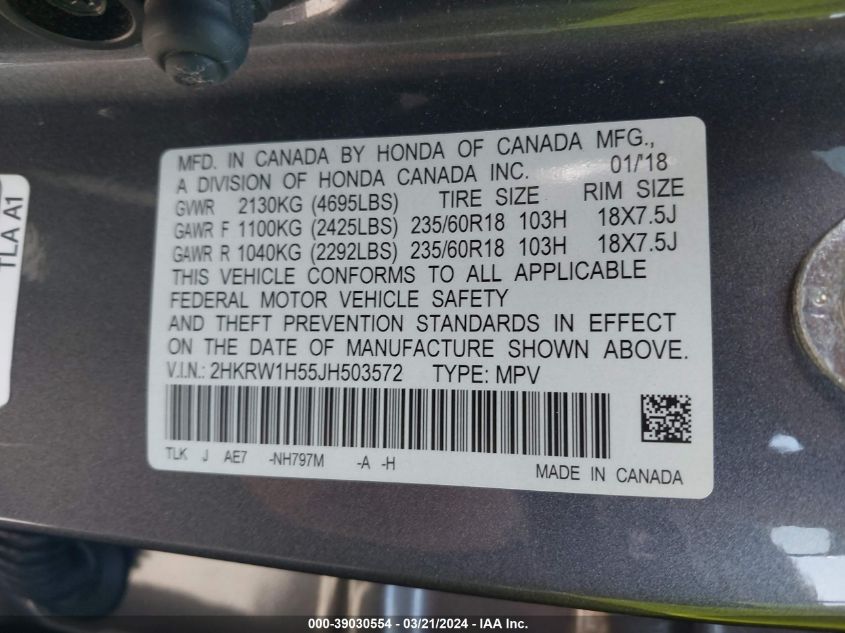 MFD. IN CANADA BY HONDA OF CANADA MFG.,
A DIVISION OF HONDA CANADA INC. 01/'18
GVWR 2130KG (4695LBS) TIRE SIZE RIM SIZE
GAWR F 1100KG (2425LBS) 235/60R18 103H 18X7.5J
GAWR R 1040KG (2292LBS) 235/60R18 103H 18X7.5J
THIS VEHICLE CONFORMS TO ALL APPLICABLE
FEDERAL MOTOR VEHICLE SAFETY
AND THEFT PREVENTION STANDARDS IN EFFECT
ON THE DATE OF MANUFACTURE SHOWN ABOVE.
V.I.N.: 2HKRW1H55JH503572 TYPE: MPV
TLK J AE7 -NH797M -A -H
MADE IN CANADA
TLA A1
000-39030554 - 03/21/2024 - IAA Inc.